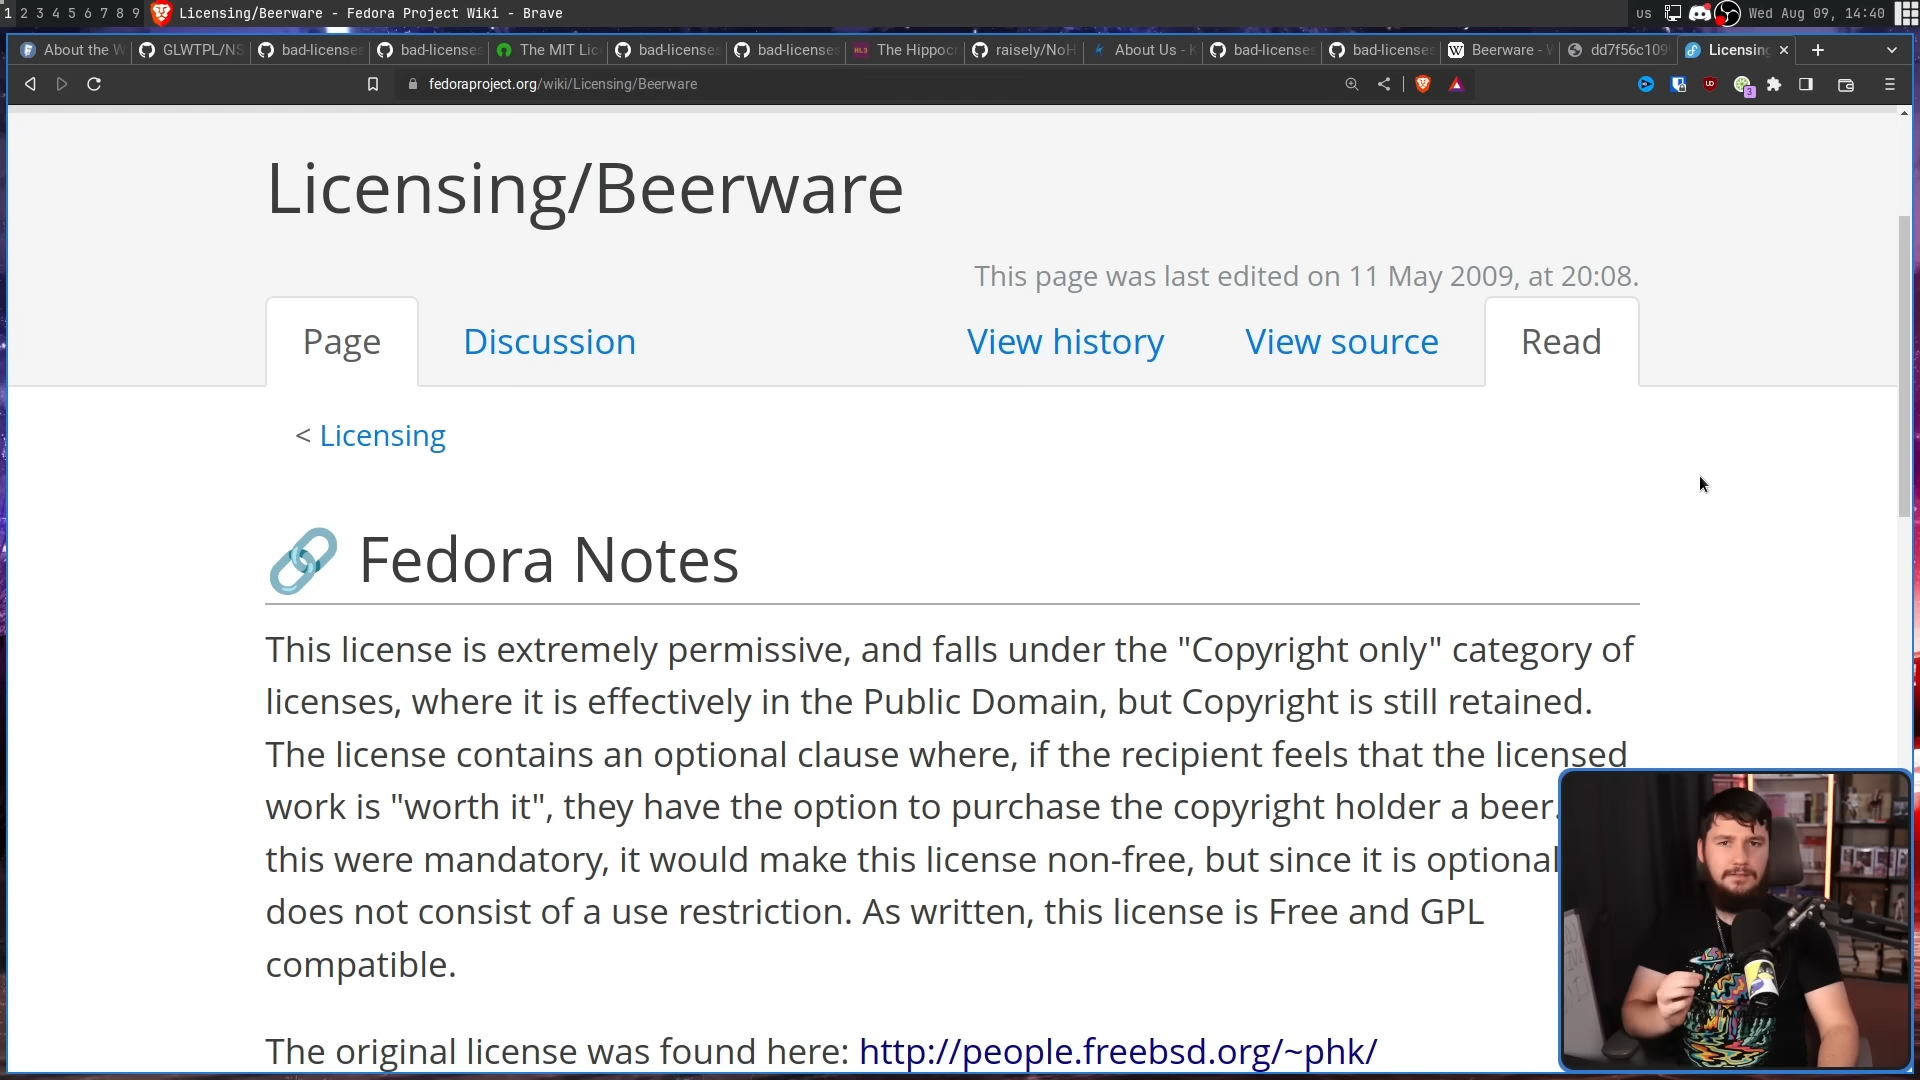 1 2 3 4 5 6 7 8 9 Licensing/Beerware - Fedora Project Wiki - Brave us Wed Aug 09, 14:40
About the W GLWTPL/NS bad-license: bad-license: The MIT Lic bad-licenses bad-license: HL3 The Hippoc raisely/NoH About Us - K bad-license: bad-license: W Beerware - W dd7f56c109 Licensing
fedoraproject.org/wiki/Licensing/Beerware 3
Licensing/Beerware
This page was last edited on 11 May 2009, at 20:08.
Page Discussion View history View source Read
< Licensing
Fedora Notes
This license is extremely permissive, and falls under the "Copyright only" category of
licenses, where it is effectively in the Public Domain, but Copyright is still retained.
The license contains an optional clause where, if the recipient feels that the licensed
work is "worth it", they have the option to purchase the copyright holder a beer.
this were mandatory, it would make this license non-free, but since it is optional
does not consist of a use restriction. As written, this license is Free and GPL
compatible.
The original license was found here: http://people.freebsd.org/~phk/